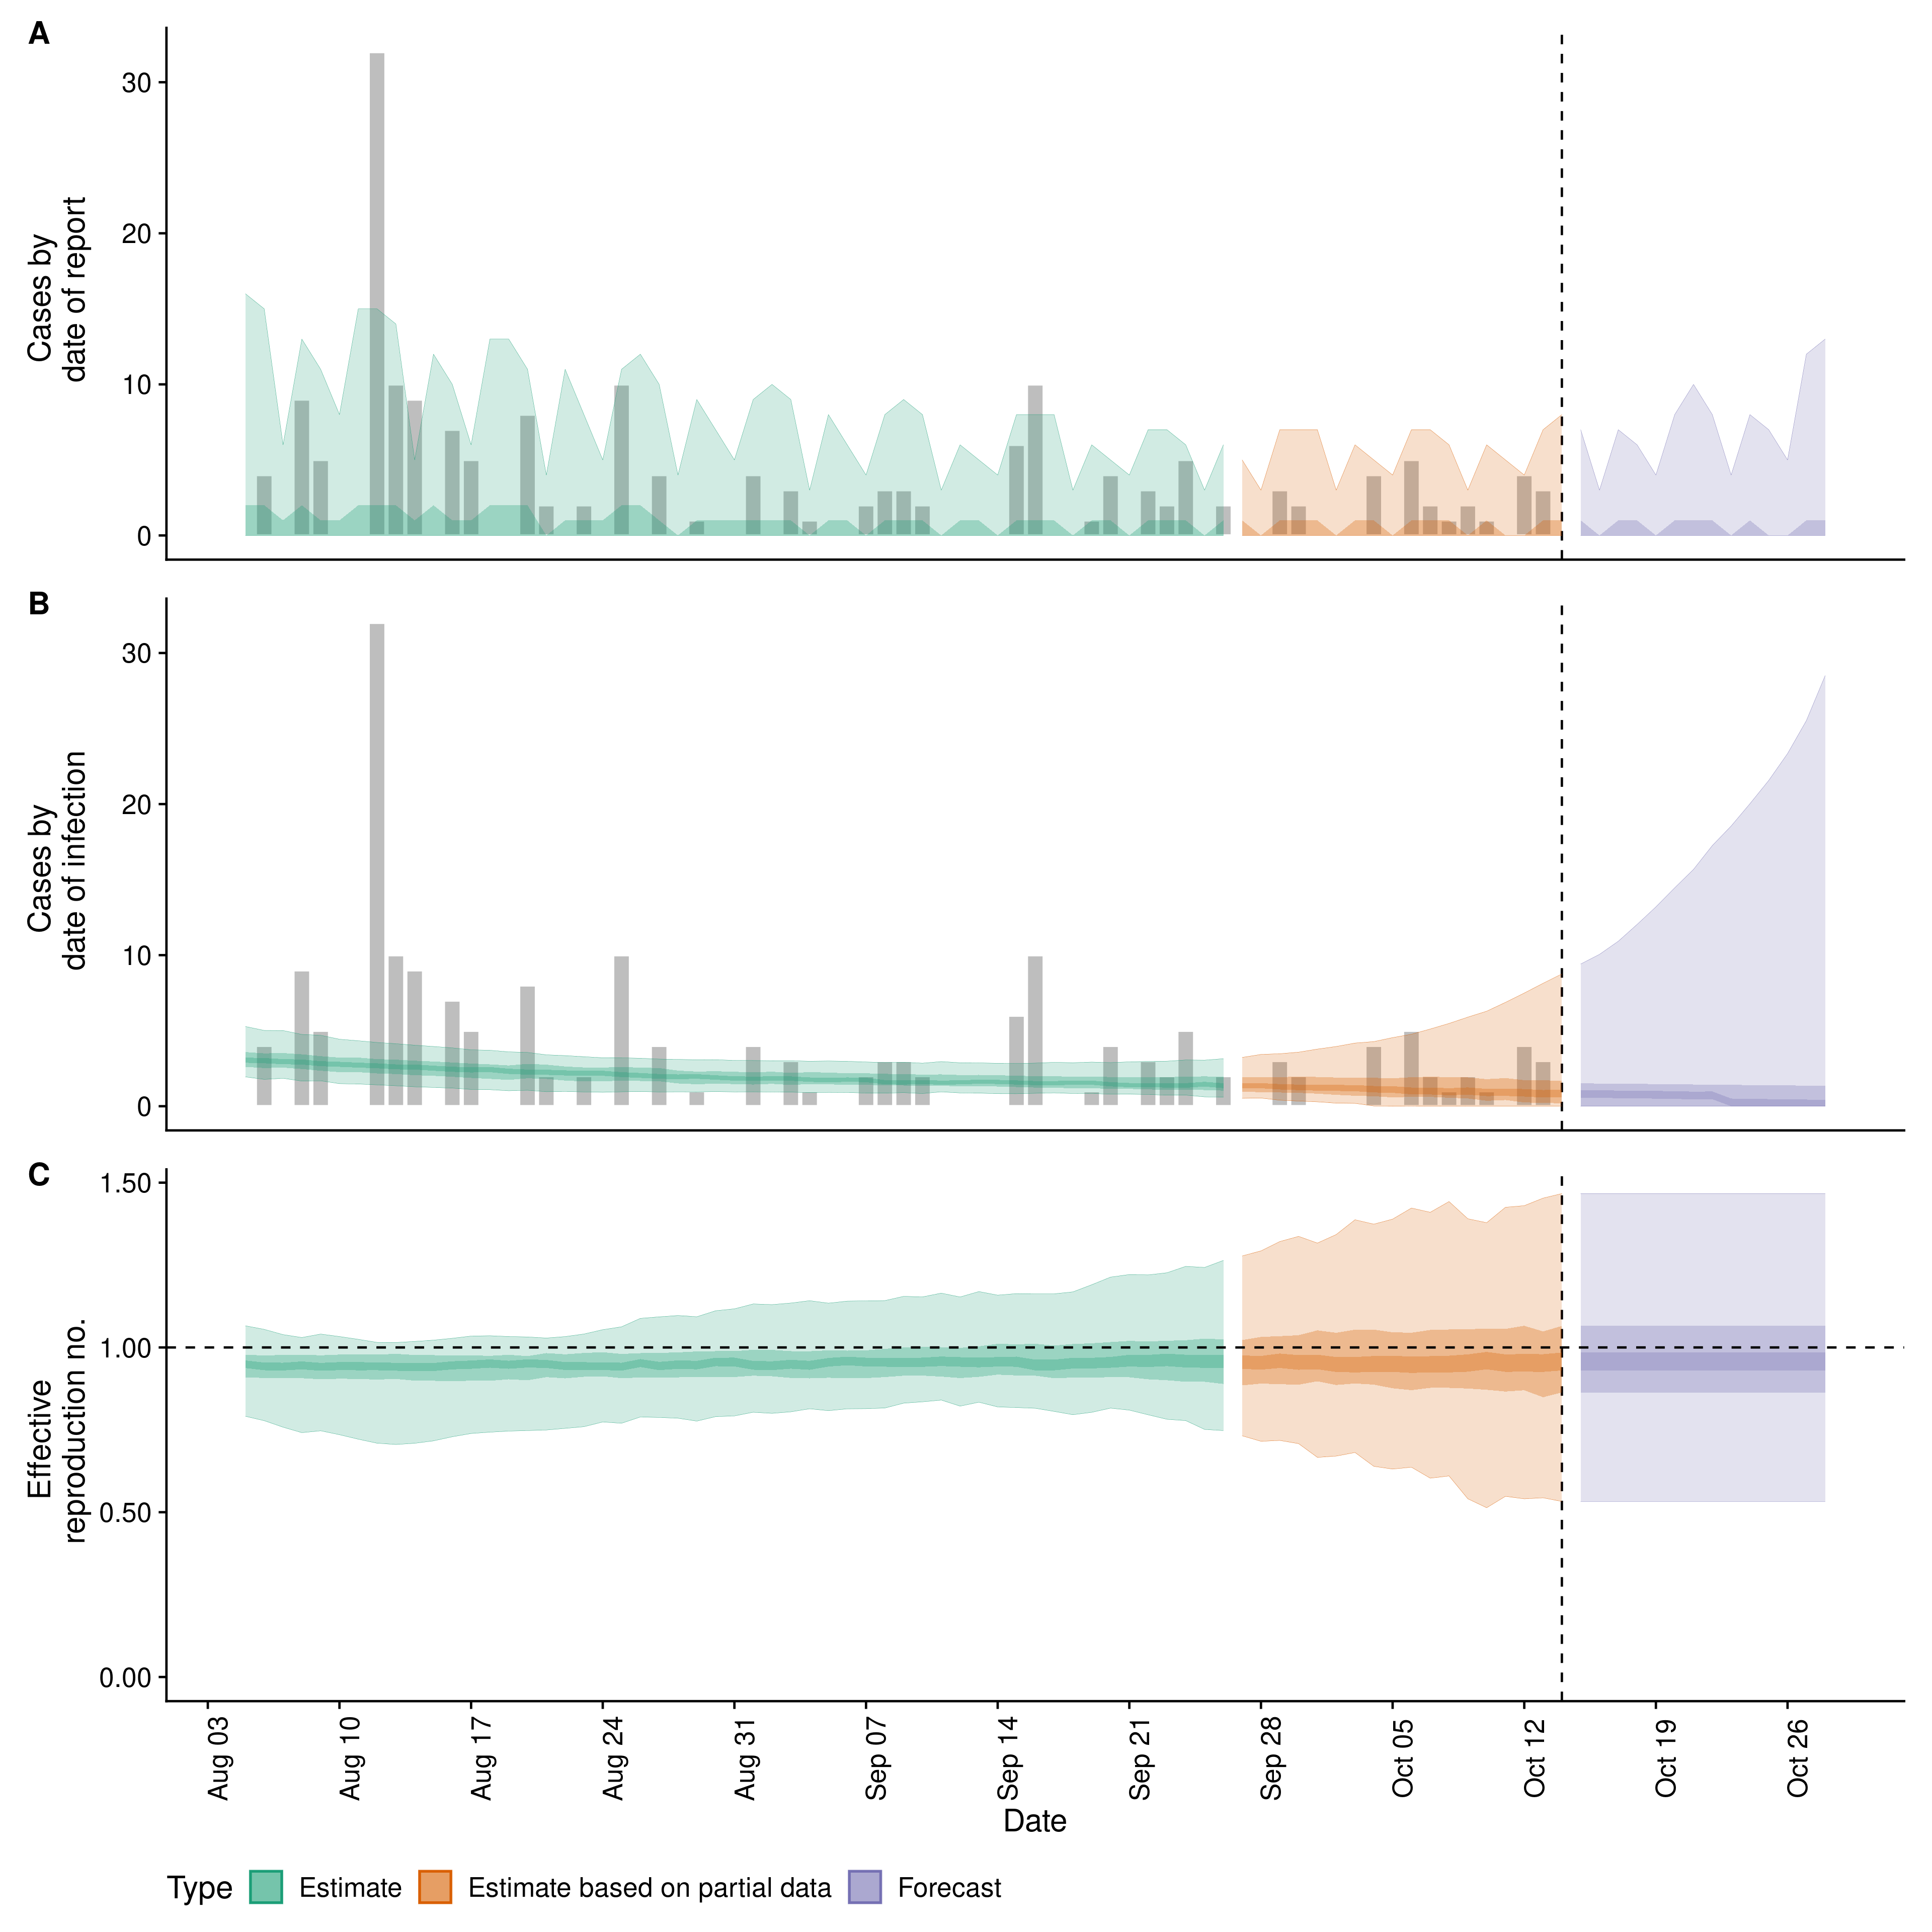 A
30
20
10
0
Cases by
date of report
B
30
20
10
0
Cases by
date of infection
C
1.50
1.00
0.50
0.00
Effective
reproduction no.
Aug 03
Aug 10
Aug 17
Aug 24
Aug 31
Sep 07
Sep 14
Sep 21
Sep 28
Oct 05
Oct 12
Oct 19
Oct 26
Date
Type Estimate Estimate based on partial data Forecast